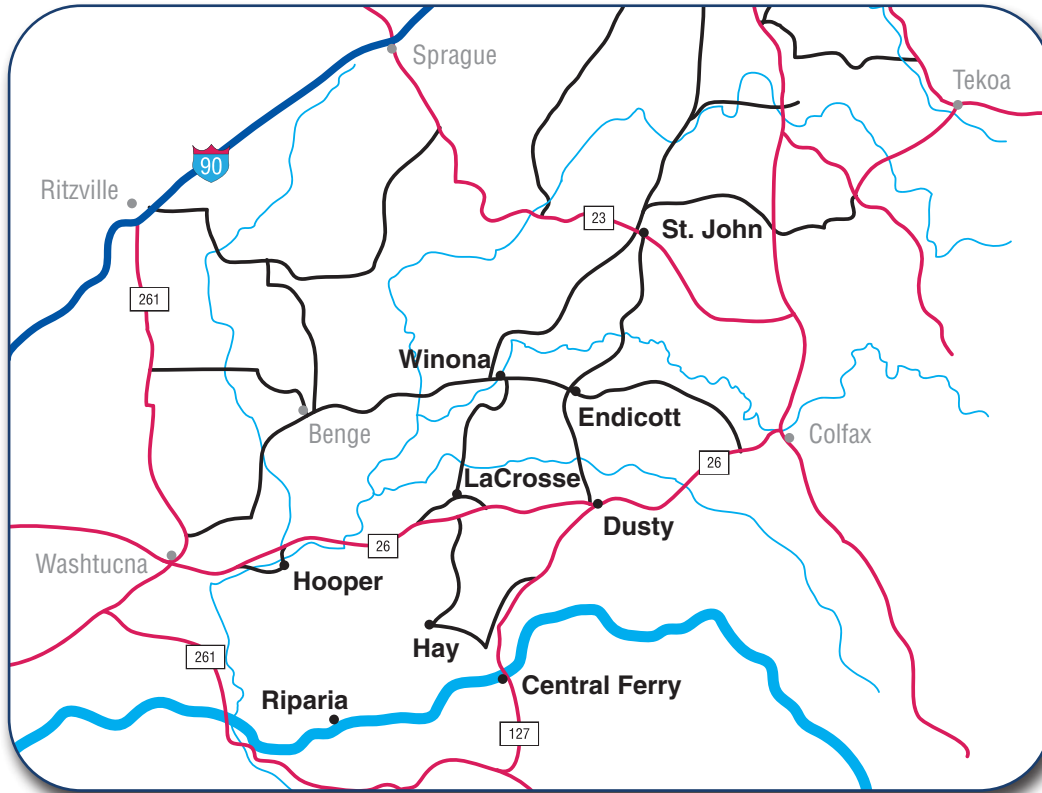 Sprague
Tekoa
90
Ritzville
23
St. John
261
Winona
Endicott
Benge
Colfax
26
LaCrosse
Dusty
26
Washtucna
Hooper
Hay
261
Central Ferry
Riparia
127